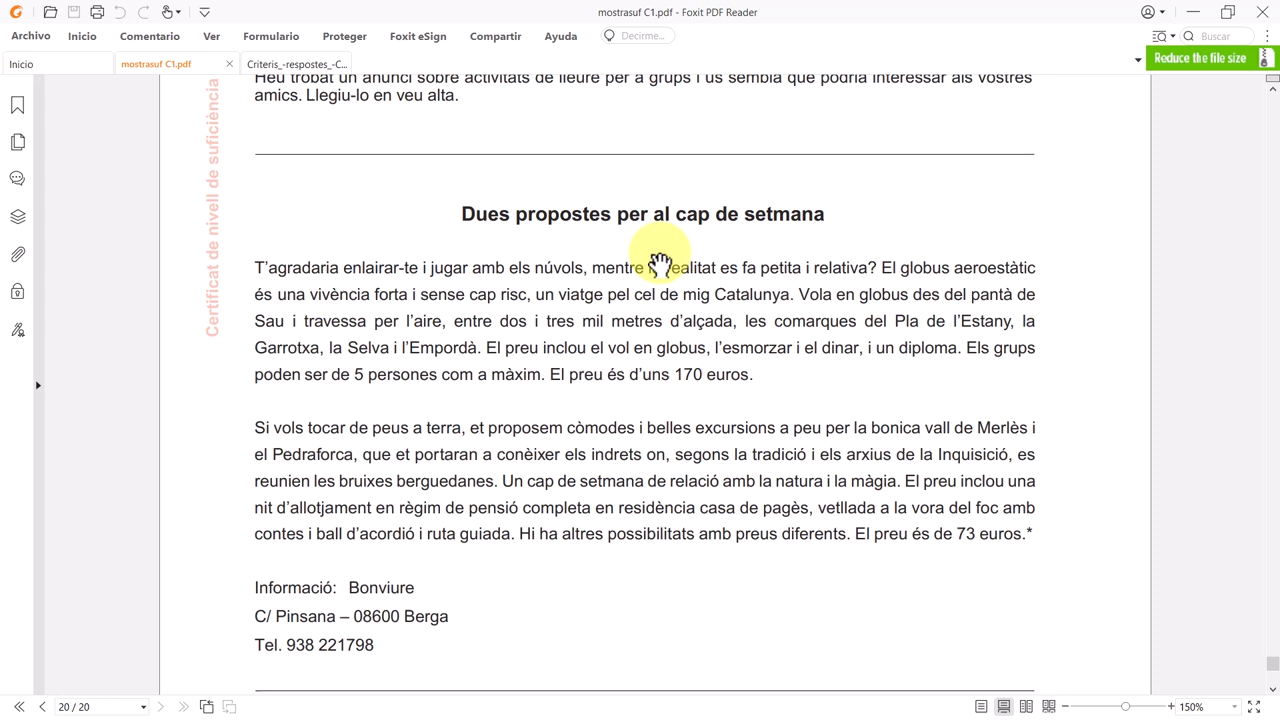 mostrasuf C1.pdf - Foxit PDF Reader
Archivo Inicio Comentario Ver Formulario Proteger Foxit eSign Compartir Ayuda Decirme... Buscar
Inicio mostrasuf C1.pdf Criteris_-respostes_-C... Reduce the file size
Heu trobat un anunci sobre activitats de lleure per a grups i us sembla que podria interessar als vostres
amics. Llegiu-lo en veu alta.
Certificat de nivell de suficiència
Dues propostes per al cap de setmana
T'agradaria enlairar-te i jugar amb els núvols, mentre realitat es fa petita i relativa? El globus aeroestàtic
és una vivència forta i sense cap risc, un viatge pel cel de mig Catalunya. Vola en globus des del pantà de
Sau i travessa per l'aire, entre dos i tres mil metres d'alçada, les comarques del Pla de l'Estany, la
Garrotxa, la Selva i l'Empordà. El preu inclou el vol en globus, l'esmorzar i el dinar, i un diploma. Els grups
poden ser de 5 persones com a màxim. El preu és d'uns 170 euros.
Si vols tocar de peus a terra, et proposem còmodes i belles excursions a peu per la bonica vall de Merlès i
el Pedraforca, que et portaran a conèixer els indrets on, segons la tradició i els arxius de la Inquisició, es
reunien les bruixes berguedanes. Un cap de setmana de relació amb la natura i la màgia. El preu inclou una
nit d'allotjament en règim de pensió completa en residència casa de pagès, vetllada a la vora del foc amb
contes i ball d'acordió i ruta guiada. Hi ha altres possibilitats amb preus diferents. El preu és de 73 euros.*
Informació: Bonviure
C/ Pinsana – 08600 Berga
Tel. 938 221798
20 / 20 150%